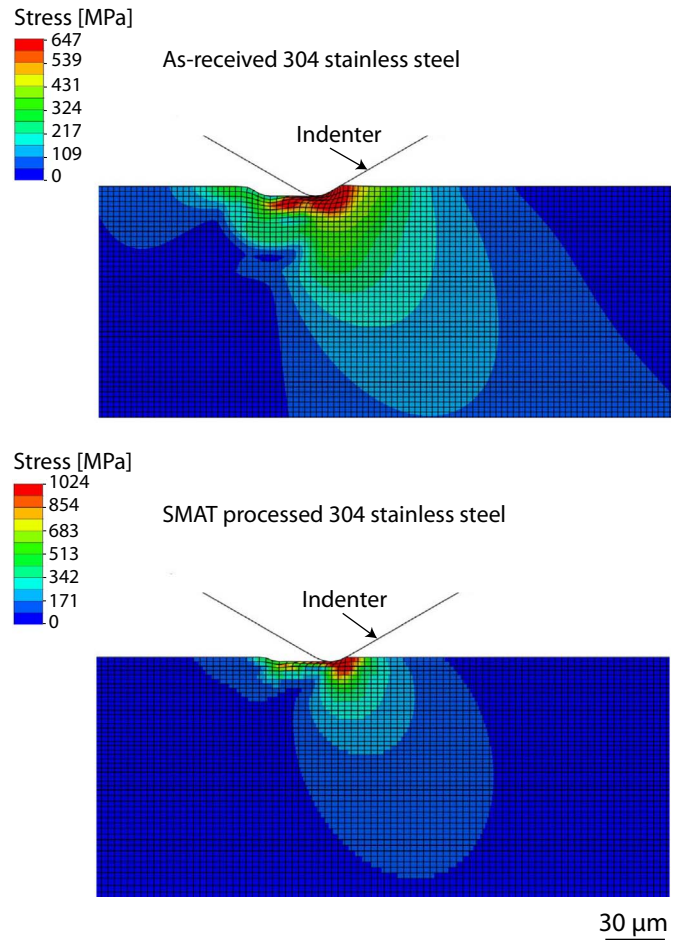 Stress [MPa]
647
539
431
324
217
109
0
As-received 304 stainless steel
Indenter
Stress [MPa]
1024
854
683
513
342
171
0
SMAT processed 304 stainless steel
Indenter
30 µm